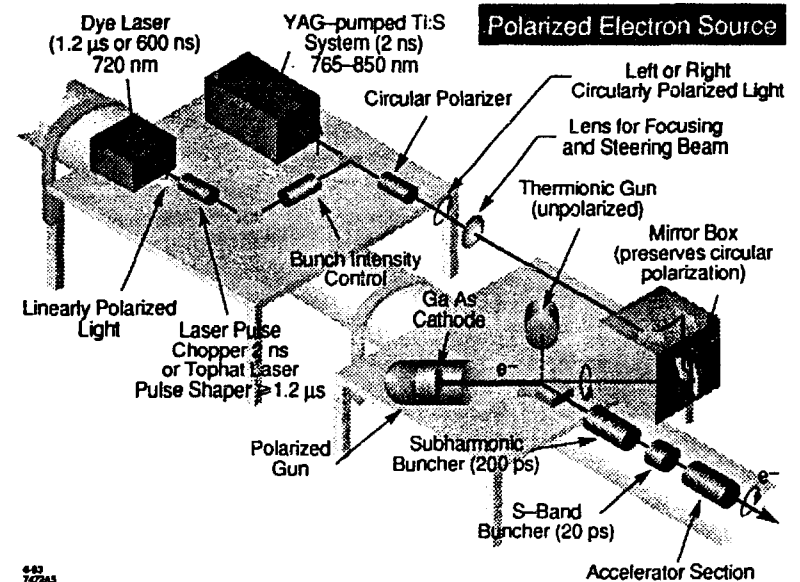 Polarized Electron Source
Dye Laser
(1.2 μs or 600 ns)
720 nm
YAG–pumped Ti:S
System (2 ns)
765–850 nm
Circular Polarizer
Left or Right
Circularly Polarized Light
Lens for Focusing
and Steering Beam
Thermionic Gun
(unpolarized)
Mirror Box
(preserves circular
polarization)
Bunch Intensity
Control
Linearly Polarized
Light
Laser Pulse
Chopper 2 ns
or Tophat Laser
Pulse Shaper >1.2 μs
Ga As
Cathode
e–
Polarized
Gun
Subharmonic
Buncher (200 ps)
S–Band
Buncher (20 ps)
e–
Accelerator Section